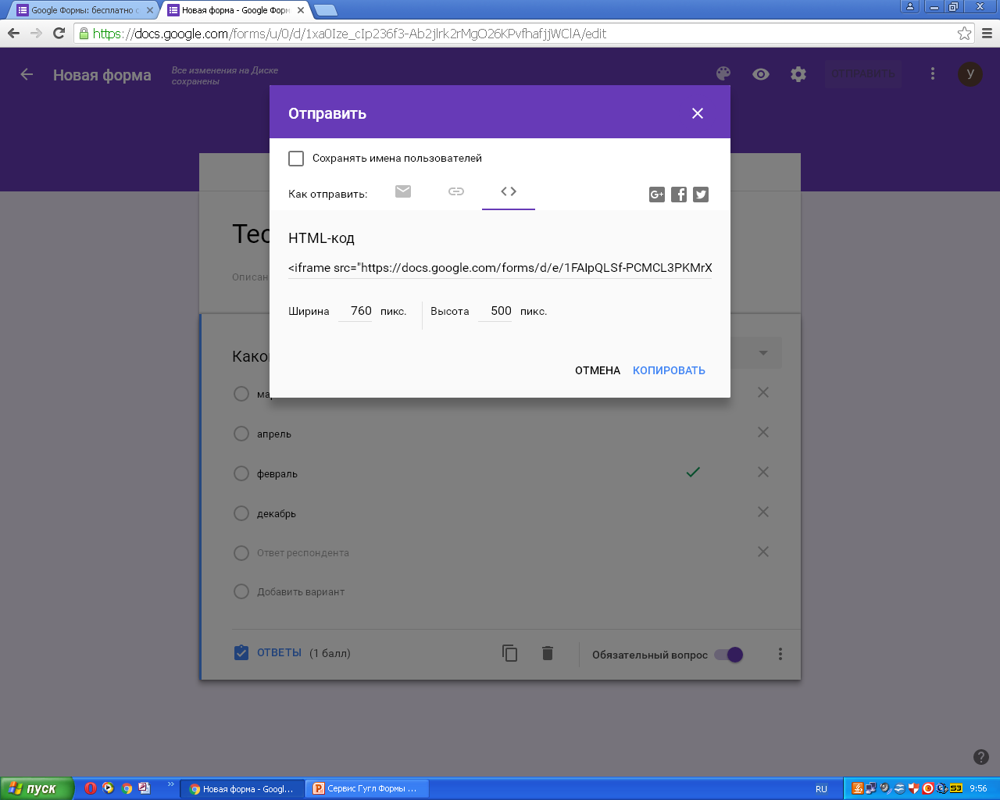 Google Формы: бесплатно с
Новая форма - Google Форм
https://docs.google.com/forms/u/0/d/1xa0Ize_cIp236f3-Ab2jlrk2rMgO26KPvfhafjjWClA/edit
Новая форма
Все изменения на Диске
сохранены
ОТПРАВИТЬ
У
Отправить
Сохранять имена пользователей
Как отправить:
HTML-код
<iframe src="https://docs.google.com/forms/d/e/1FAIpQLSf-PCMCL3PKMrX
Ширина 760 пикс. Высота 500 пикс.
ОТМЕНА КОПИРОВАТЬ
Тес
Описан
Како
ма
апрель
февраль
декабрь
Ответ респондента
Добавить вариант
ОТВЕТЫ (1 балл)
Обязательный вопрос
пуск
Новая форма - Googl...
Сервис Гугл Формы ...
RU
9:56